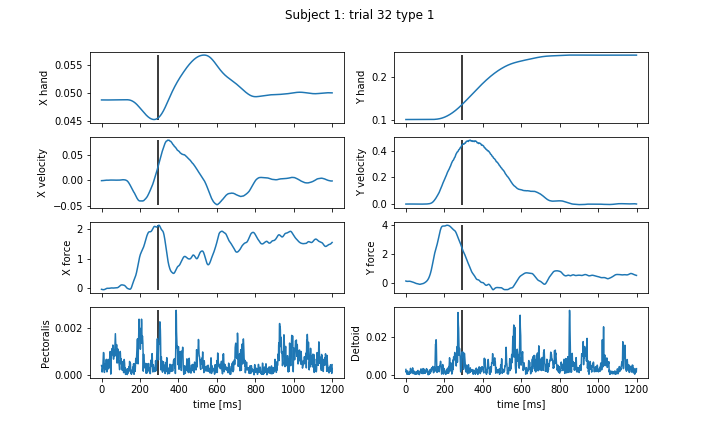 Subject 1: trial 32 type 1
X hand
0.055
0.050
0.045
Y hand
0.2
0.1
X velocity
0.05
0.00
−0.05
Y velocity
0.4
0.2
0.0
X force
2
1
0
Y force
4
2
0
Pectoralis
0.002
0.000
0 200 400 600 800 1000 1200
time [ms]
Deltoid
0.02
0.00
0 200 400 600 800 1000 1200
time [ms]